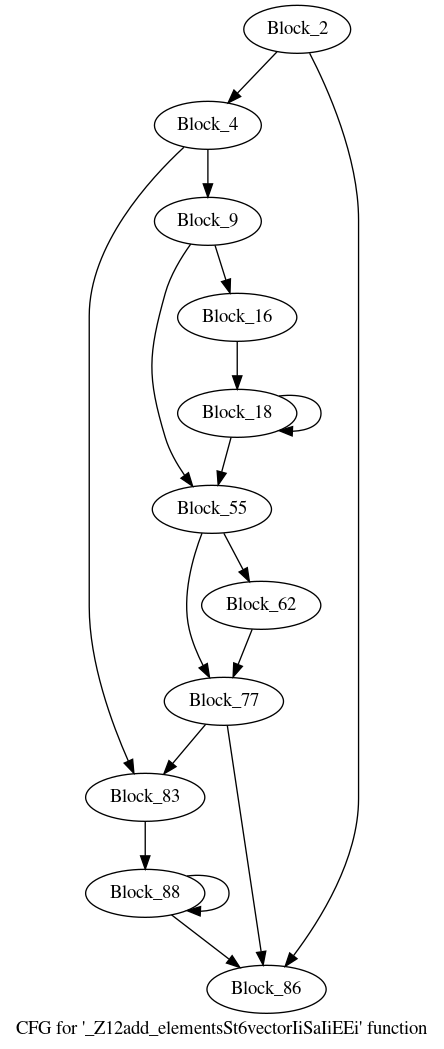 Block_2
Block_4
Block_9
Block_16
Block_18
Block_55
Block_62
Block_77
Block_83
Block_88
Block_86
CFG for '_Z12add_elementsSt6vectorIiSaIiEEi' function